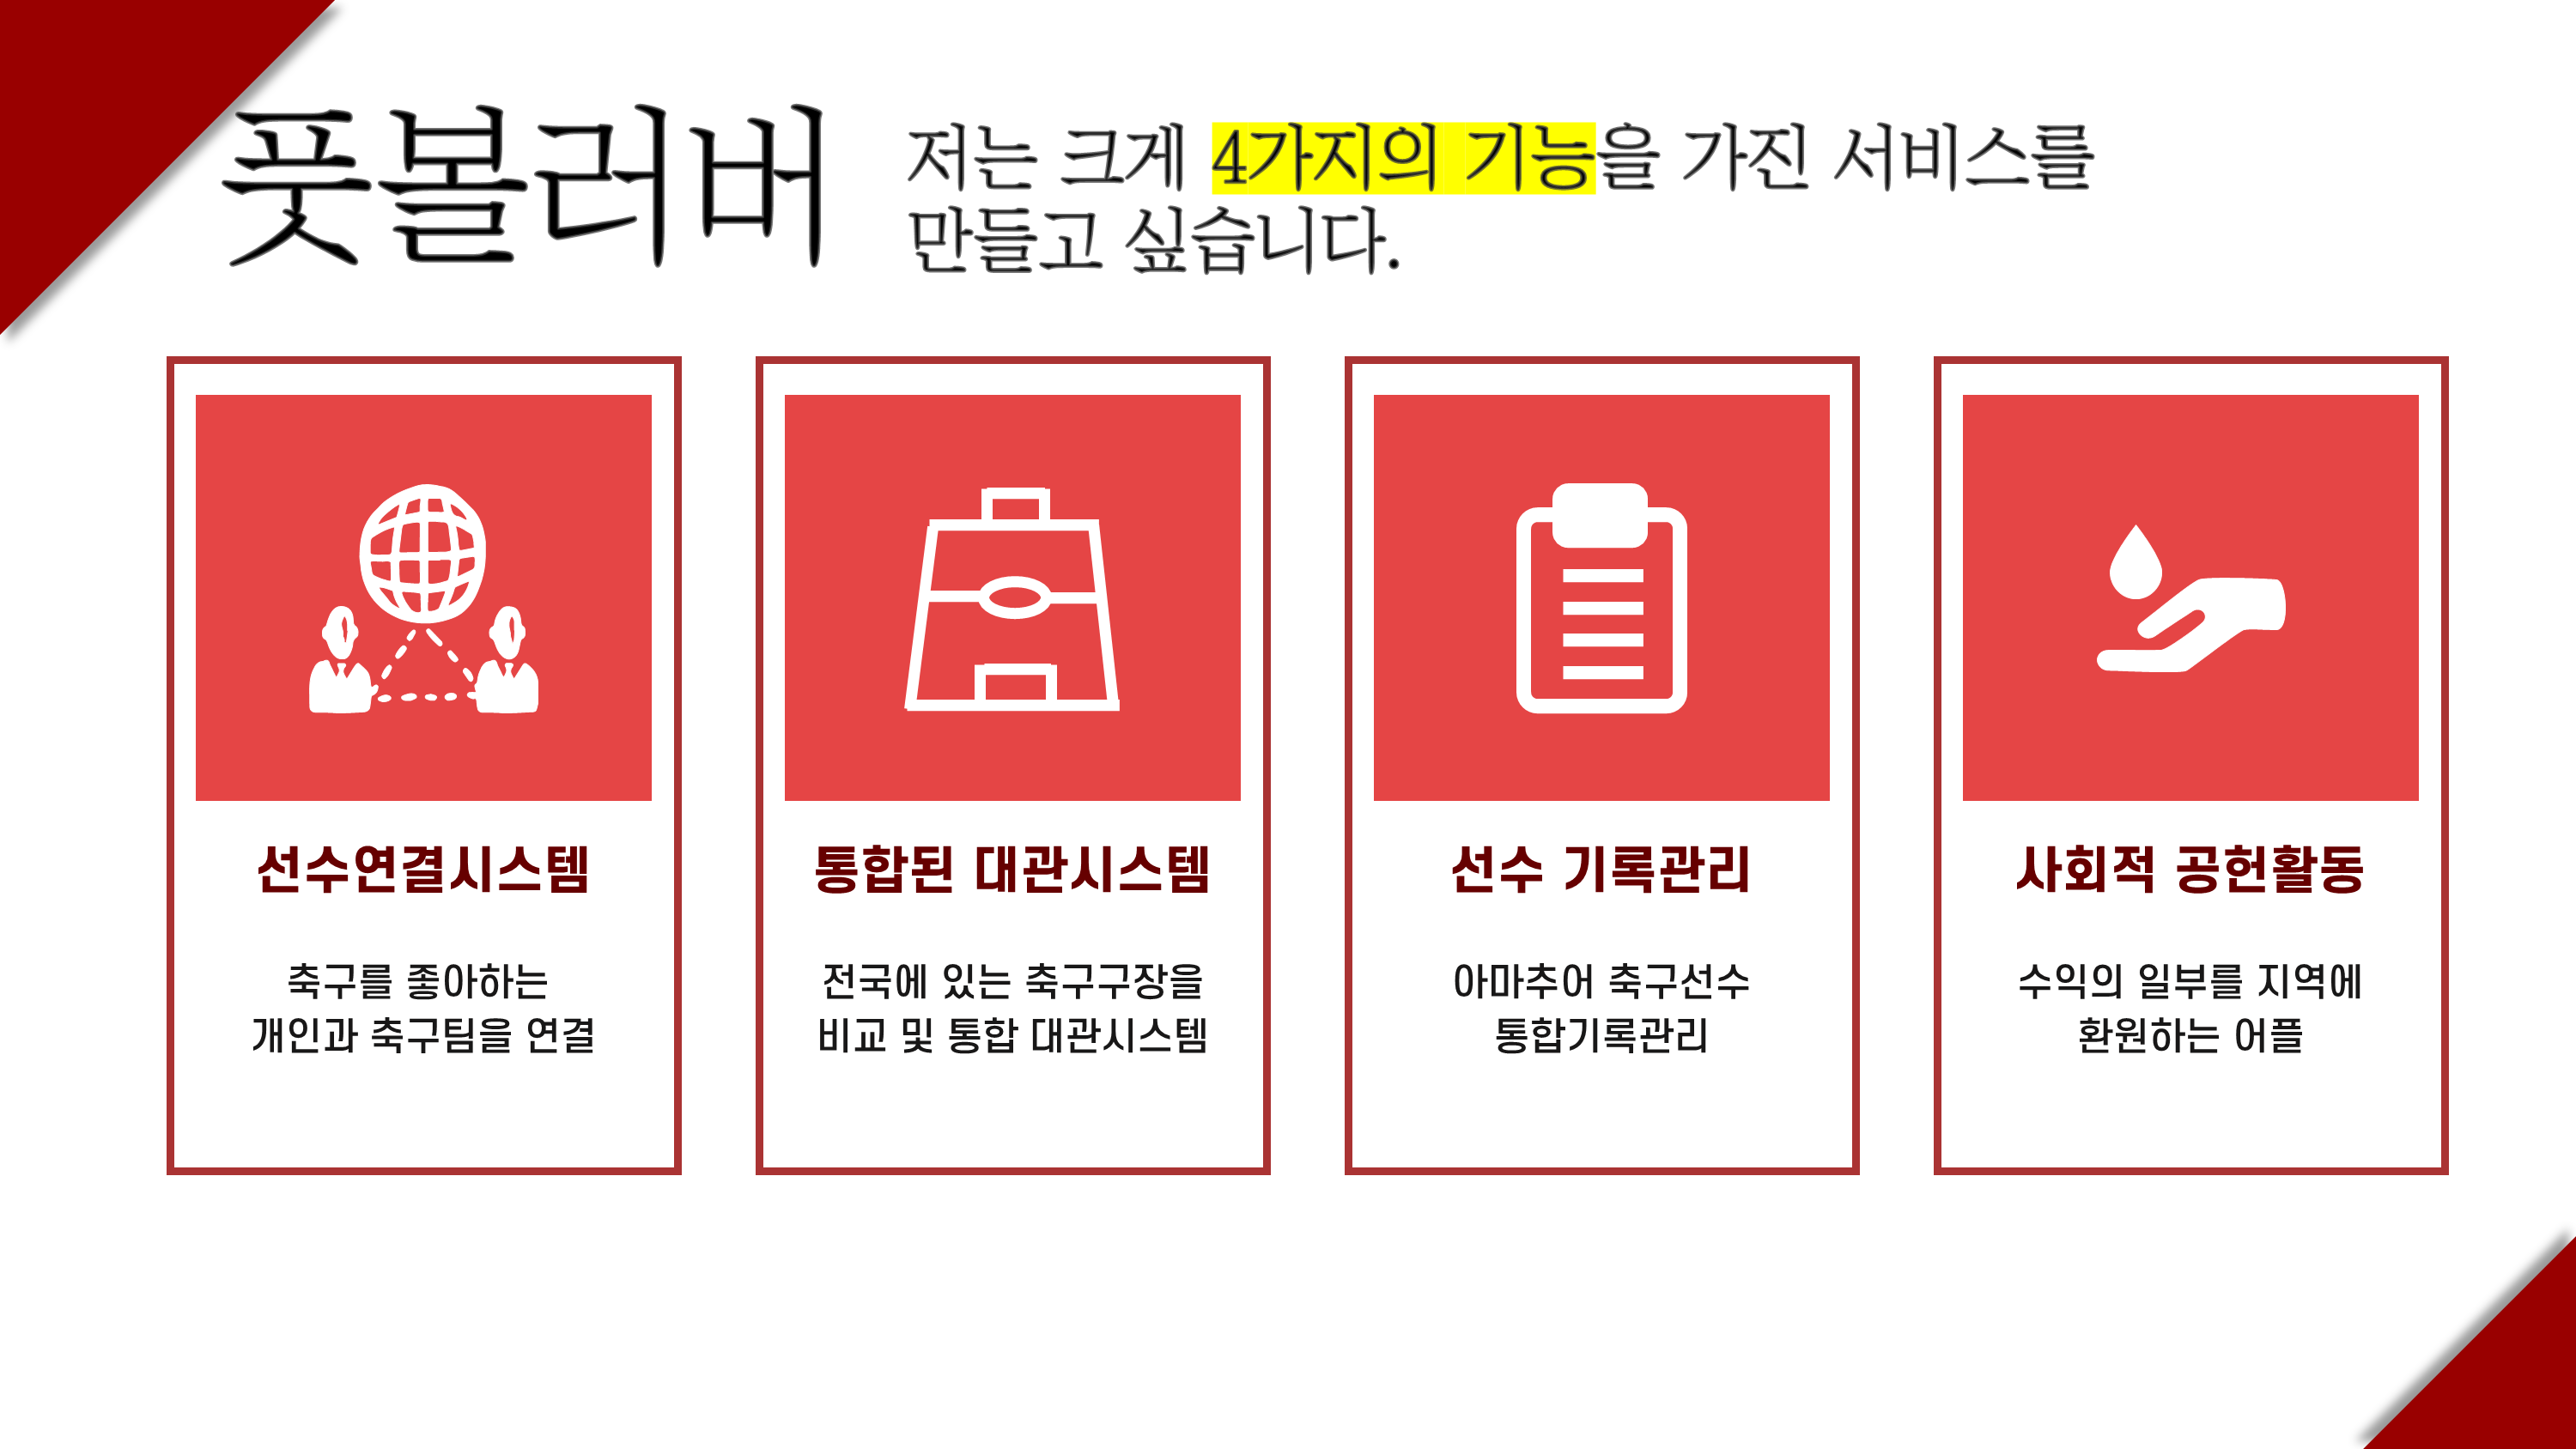 풋볼러버
저는 크게 4가지의 기능을 가진 서비스를
만들고 싶습니다.
선수연결시스템
축구를 좋아하는
개인과 축구팀을 연결
통합된 대관시스템
전국에 있는 축구구장을
비교 및 통합 대관시스템
선수 기록관리
아마추어 축구선수
통합기록관리
사회적 공헌활동
수익의 일부를 지역에
환원하는 어플